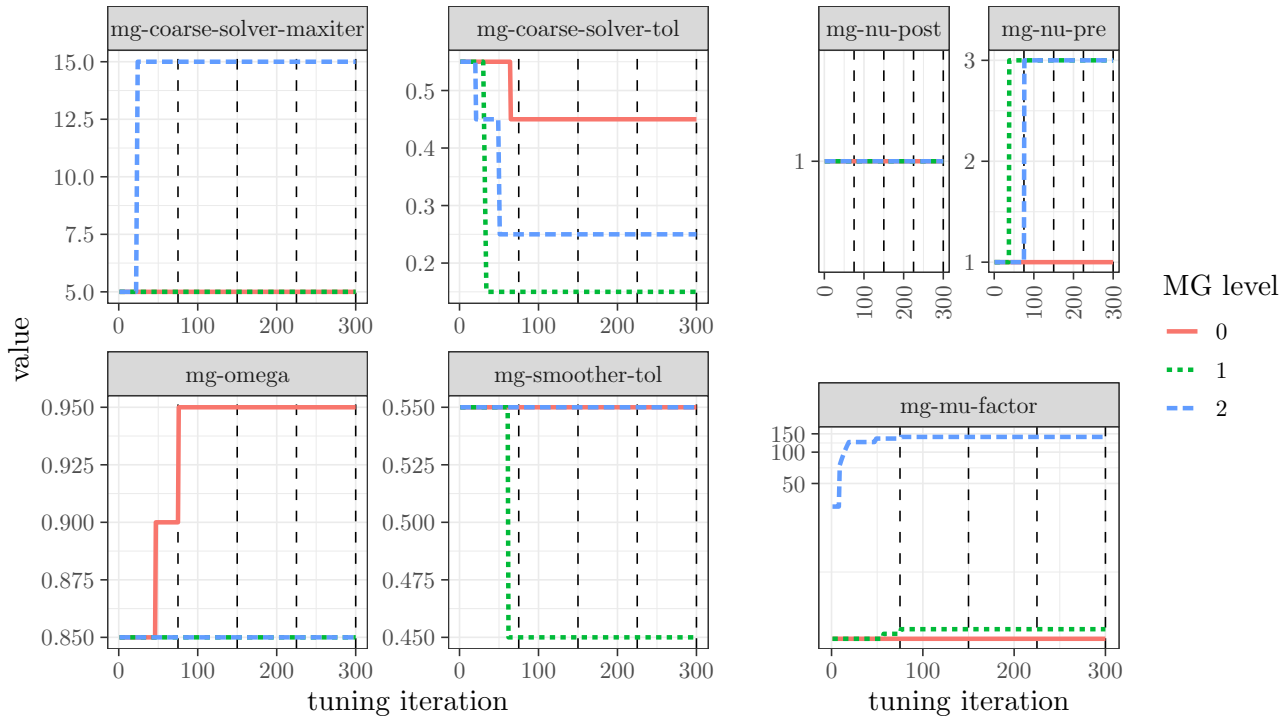 mg-coarse-solver-maxiter
mg-coarse-solver-tol
mg-nu-post
mg-nu-pre
value
15.0
12.5
10.0
7.5
5.0
0 100 200 300
0.5
0.4
0.3
0.2
0 100 200 300
1
0 100 200 300
3
2
1
0 100 200 300
MG level
0
1
2
mg-omega
mg-smoother-tol
mg-mu-factor
0.950
0.925
0.900
0.875
0.850
0 100 200 300
0.550
0.525
0.500
0.475
0.450
0 100 200 300
150
100
50
0 100 200 300
tuning iteration
tuning iteration